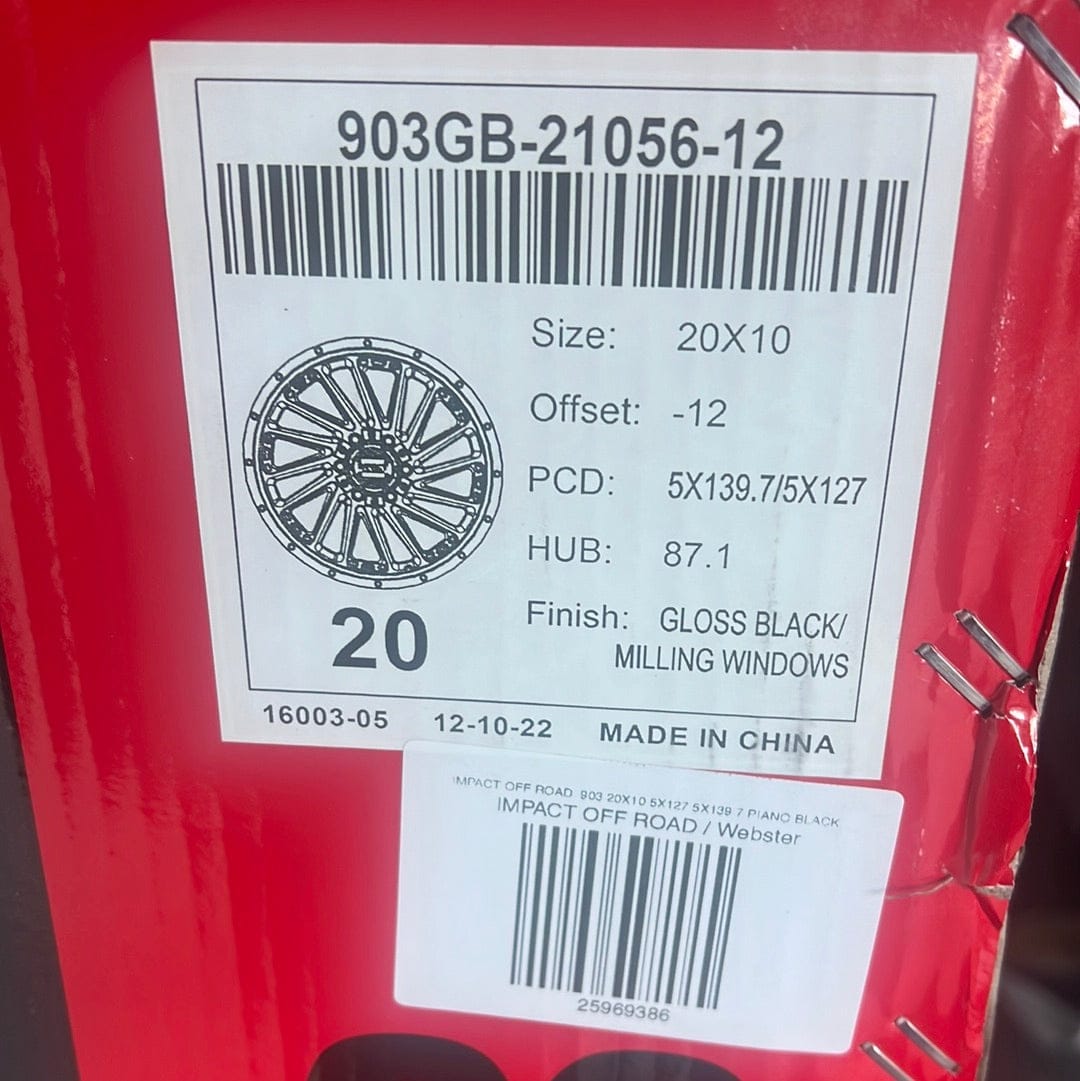 903GB-21056-12
Size: 20X10
Offset: -12
PCD: 5X139.7/5X127
HUB: 87.1
Finish: GLOSS BLACK/
MILLING WINDOWS
20
16003-05 12-10-22 MADE IN CHINA
IMPACT OFF ROAD 903 20X10 5X127 5X139.7 PIANO BLACK
IMPACT OFF ROAD / Webster
25969386